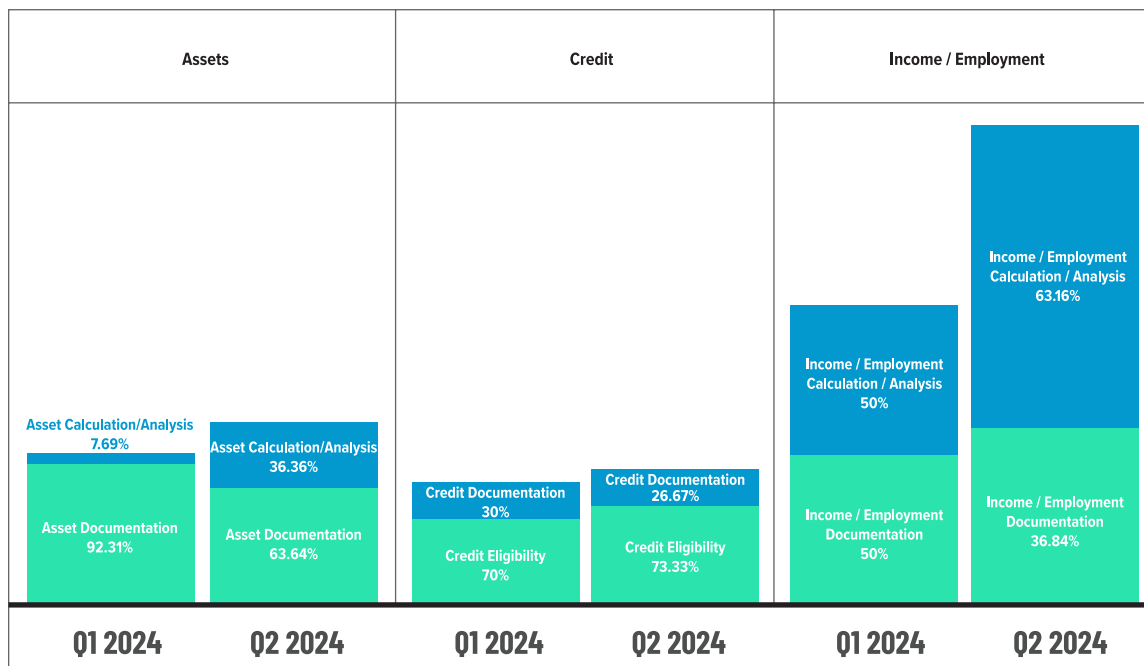 Assets
Credit
Income / Employment
Asset Calculation/Analysis
7.69%
Asset Documentation
92.31%
Asset Calculation/Analysis
36.36%
Asset Documentation
63.64%
Credit Documentation
30%
Credit Eligibility
70%
Credit Documentation
26.67%
Credit Eligibility
73.33%
Income / Employment
Calculation / Analysis
50%
Income / Employment
Documentation
50%
Income / Employment
Calculation / Analysis
63.16%
Income / Employment
Documentation
36.84%
Q1 2024
Q2 2024
Q1 2024
Q2 2024
Q1 2024
Q2 2024